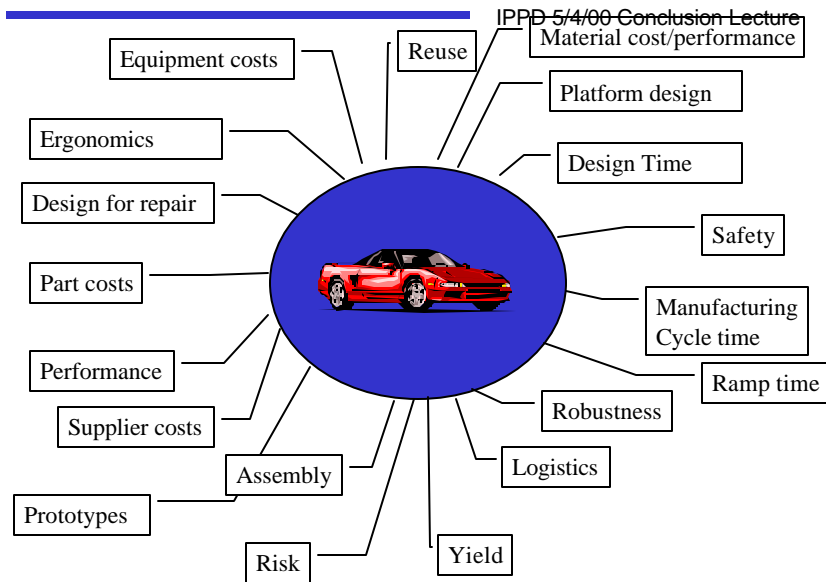 IPPD 5/4/00 Conclusion Lecture
Reuse
Material cost/performance
Equipment costs
Platform design
Ergonomics
Design Time
Design for repair
Safety
Part costs
Manufacturing
Cycle time
Performance
Ramp time
Supplier costs
Robustness
Assembly
Logistics
Prototypes
Risk
Yield